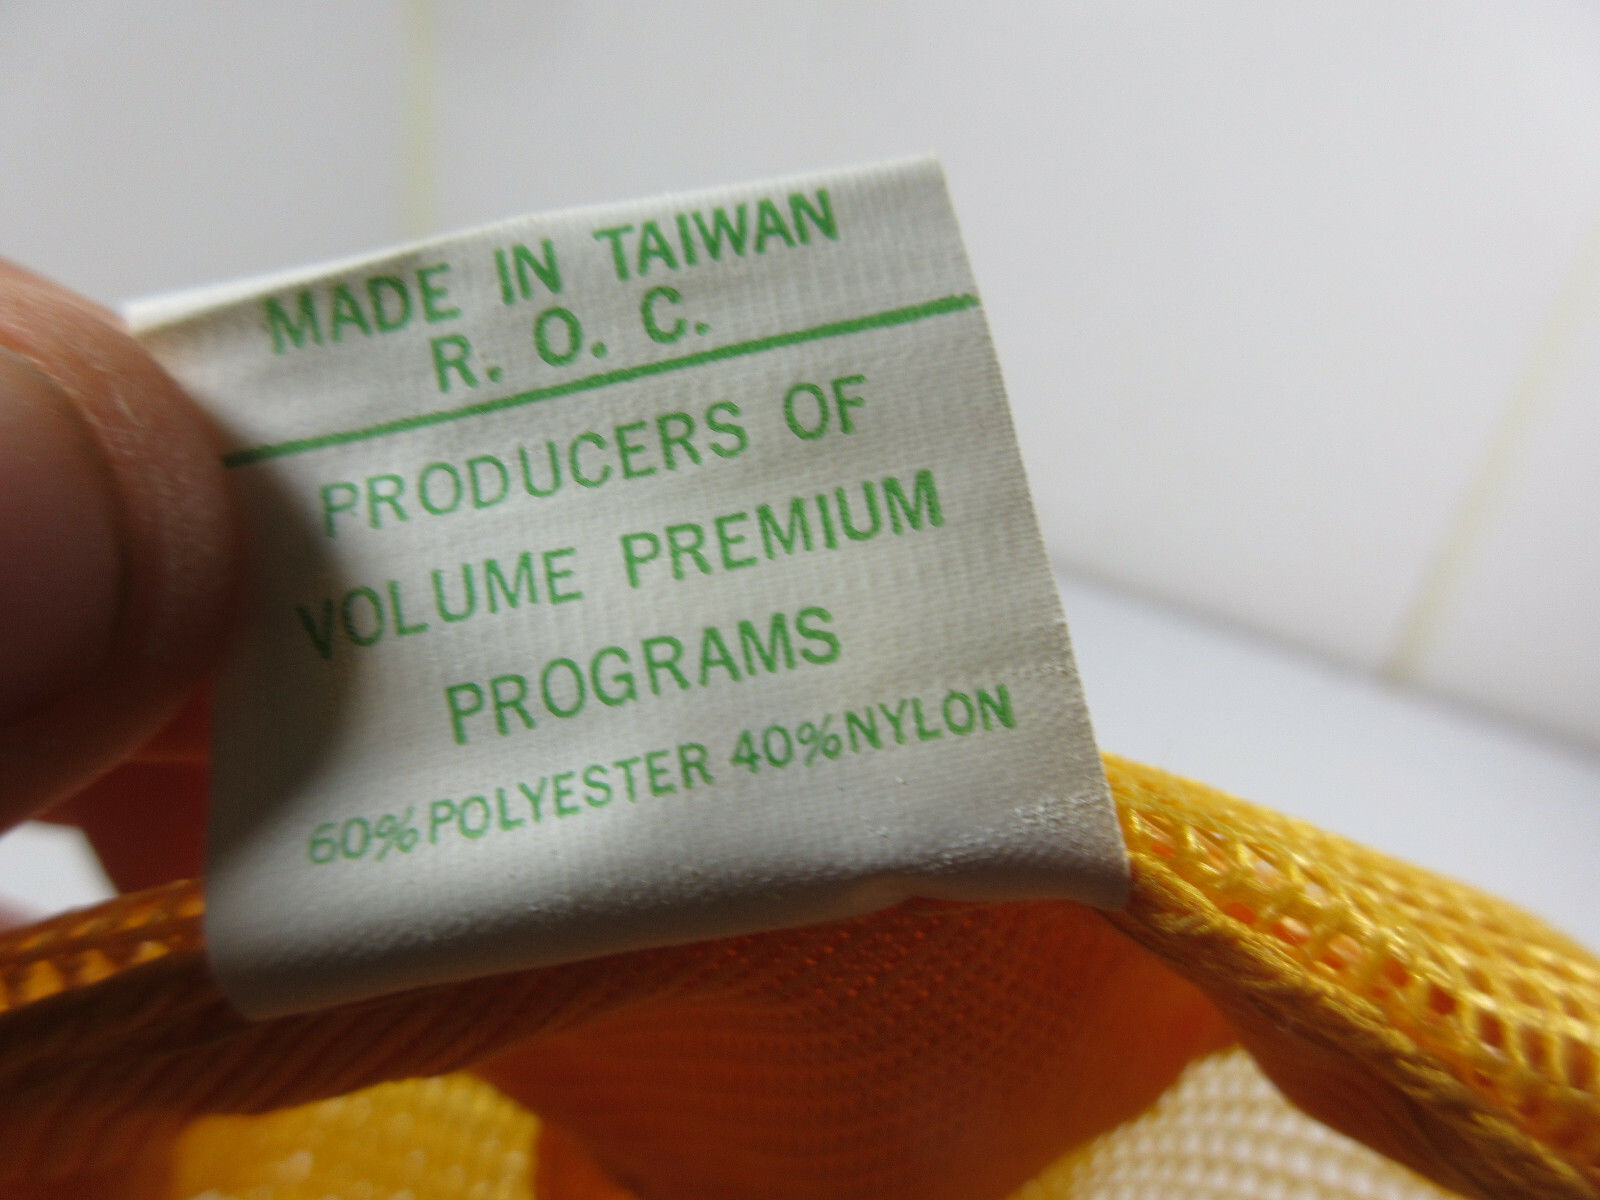 MADE IN TAIWAN
R. O. C.
PRODUCERS OF
VOLUME PREMIUM
PROGRAMS
60%POLYESTER 40%NYLON